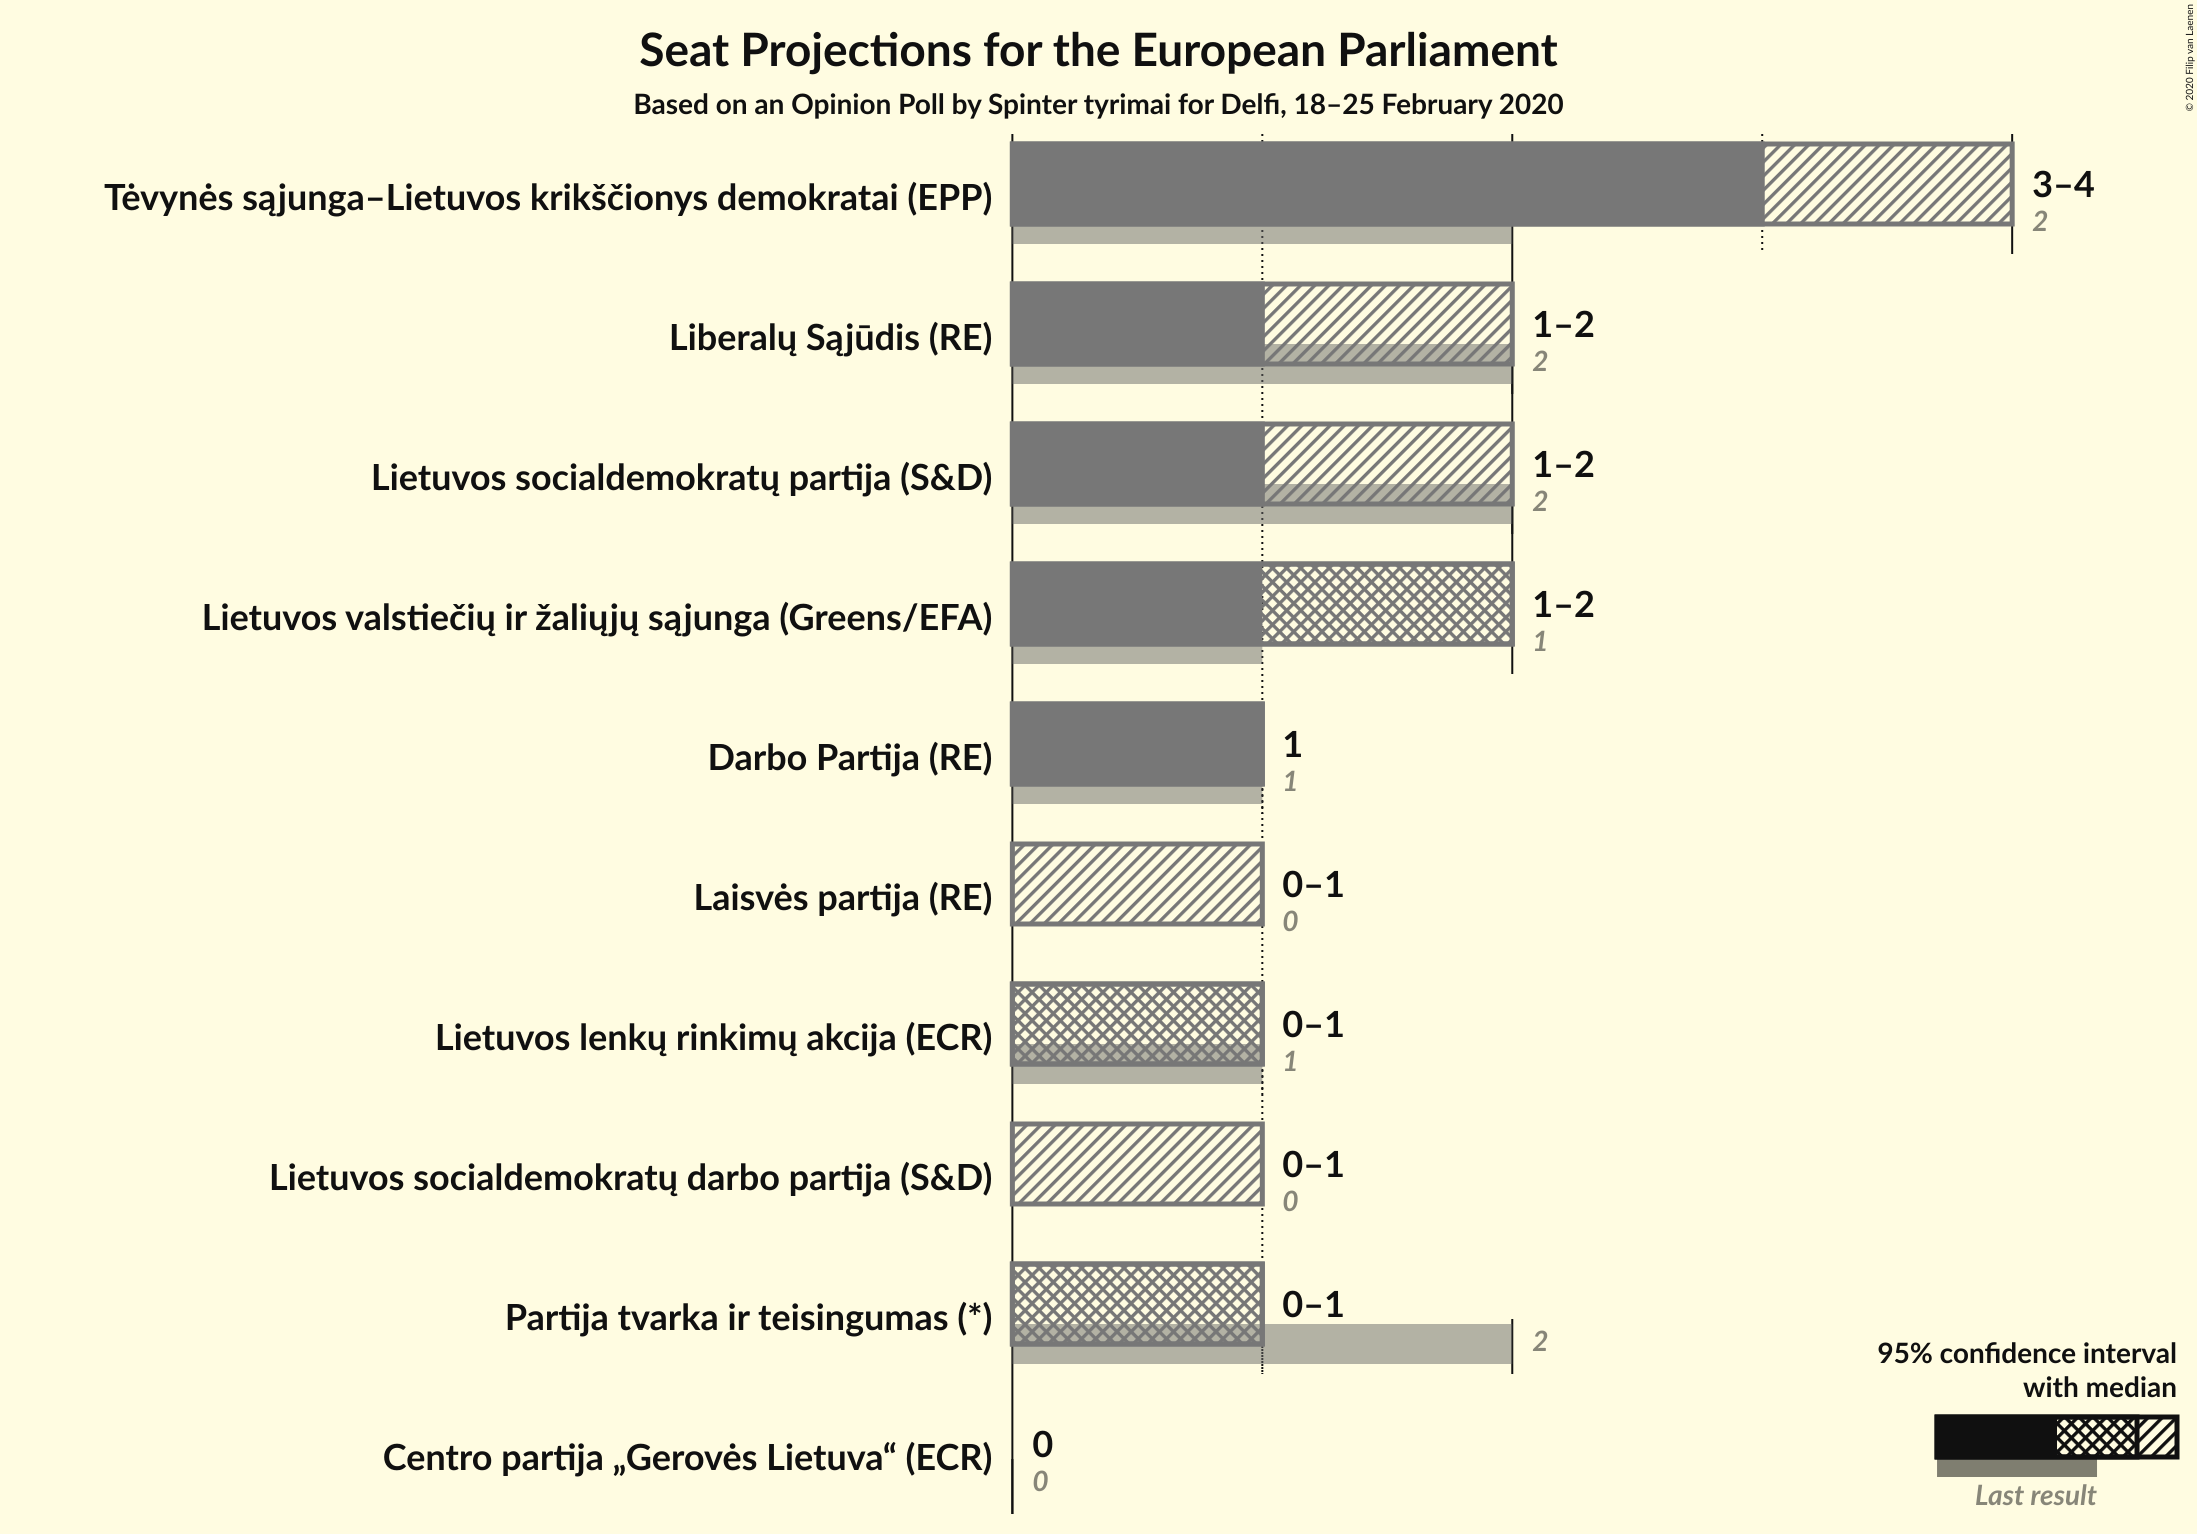 Seat Projections for the European Parliament
Based on an Opinion Poll by Spinter tyrimai for Delfi, 18–25 February 2020
© 2020 Filip van Laenen
Tėvynės sąjunga–Lietuvos krikščionys demokratai (EPP)
3–4
2
Liberalų Sąjūdis (RE)
1–2
2
Lietuvos socialdemokratų partija (S&D)
1–2
2
Lietuvos valstiečių ir žaliųjų sąjunga (Greens/EFA)
1–2
1
Darbo Partija (RE)
1
1
Laisvės partija (RE)
0–1
0
Lietuvos lenkų rinkimų akcija (ECR)
0–1
1
Lietuvos socialdemokratų darbo partija (S&D)
0–1
0
Partija tvarka ir teisingumas (*)
0–1
2
Centro partija „Gerovės Lietuva“ (ECR)
0
0
95% confidence interval
with median
Last result